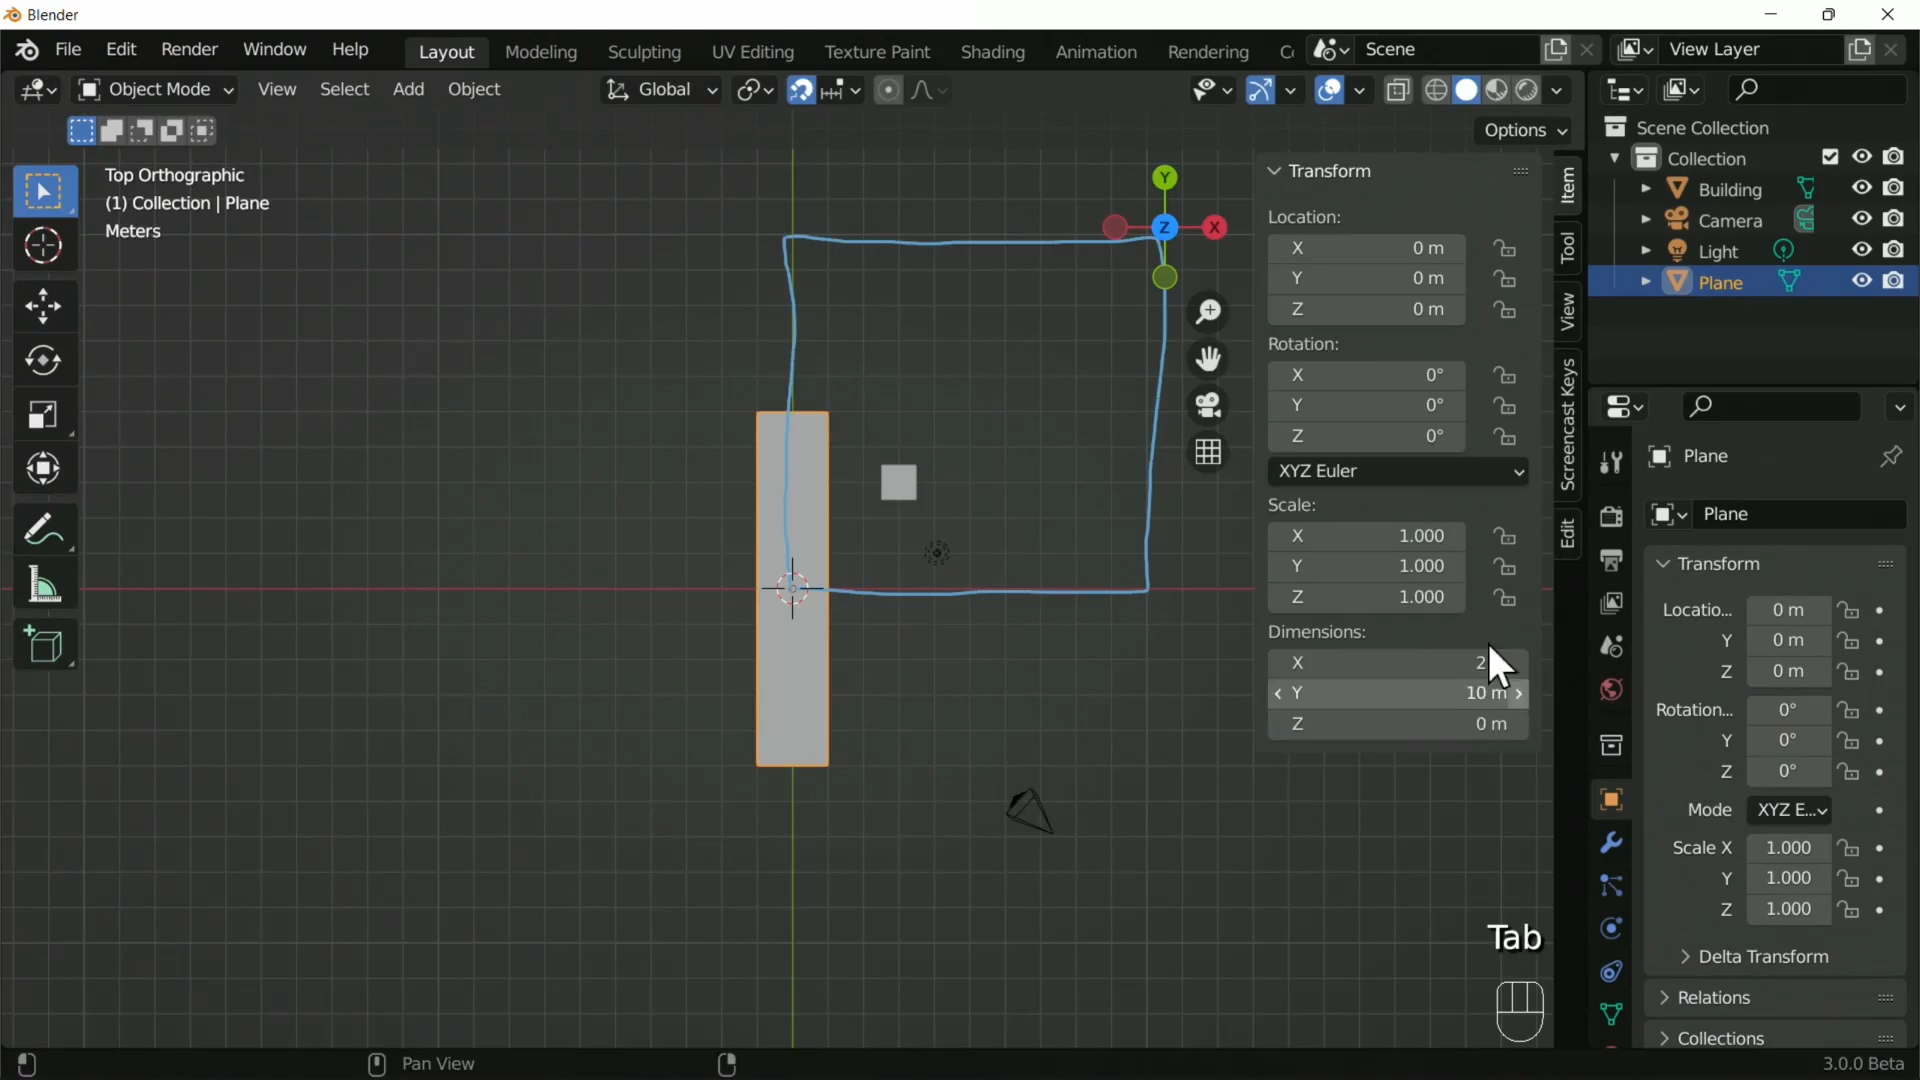 Blender
File Edit Render Window Help Layout Modeling Sculpting UV Editing Texture Paint Shading Animation Rendering Scene View Layer
Object Mode View Select Add Object Global
Options
Top Orthographic
(1) Collection | Plane
Meters
Y
X
Z
Transform
Location:
X 0 m
Y 0 m
Z 0 m
Rotation:
X 0°
Y 0°
Z 0°
XYZ Euler
Scale:
X 1.000
Y 1.000
Z 1.000
Dimensions:
X 2
Y 10 m
Z 0 m
Item
Tool
View
Screencast Keys
Edit
Tab
Scene Collection
Collection
Building
Camera
Light
Plane
Plane
Plane
Transform
Locatio... 0 m
Y 0 m
Z 0 m
Rotation... 0°
Y 0°
Z 0°
Mode XYZ E...
Scale X 1.000
Y 1.000
Z 1.000
Delta Transform
Relations
Collections
Pan View
3.0.0 Beta